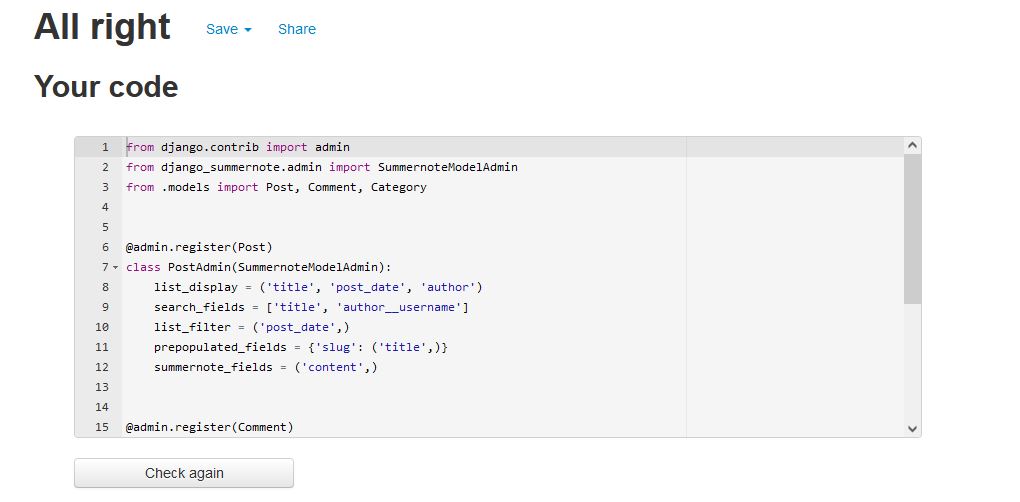 All right Save Share
Your code
1 from django.contrib import admin
2 from django_summernote.admin import SummernoteModelAdmin
3 from .models import Post, Comment, Category
4
5
6 @admin.register(Post)
7 class PostAdmin(SummernoteModelAdmin):
8     list_display = ('title', 'post_date', 'author')
9     search_fields = ['title', 'author__username']
10     list_filter = ('post_date',)
11     prepopulated_fields = {'slug': ('title',)}
12     summernote_fields = ('content',)
13
14
15 @admin.register(Comment)
Check again